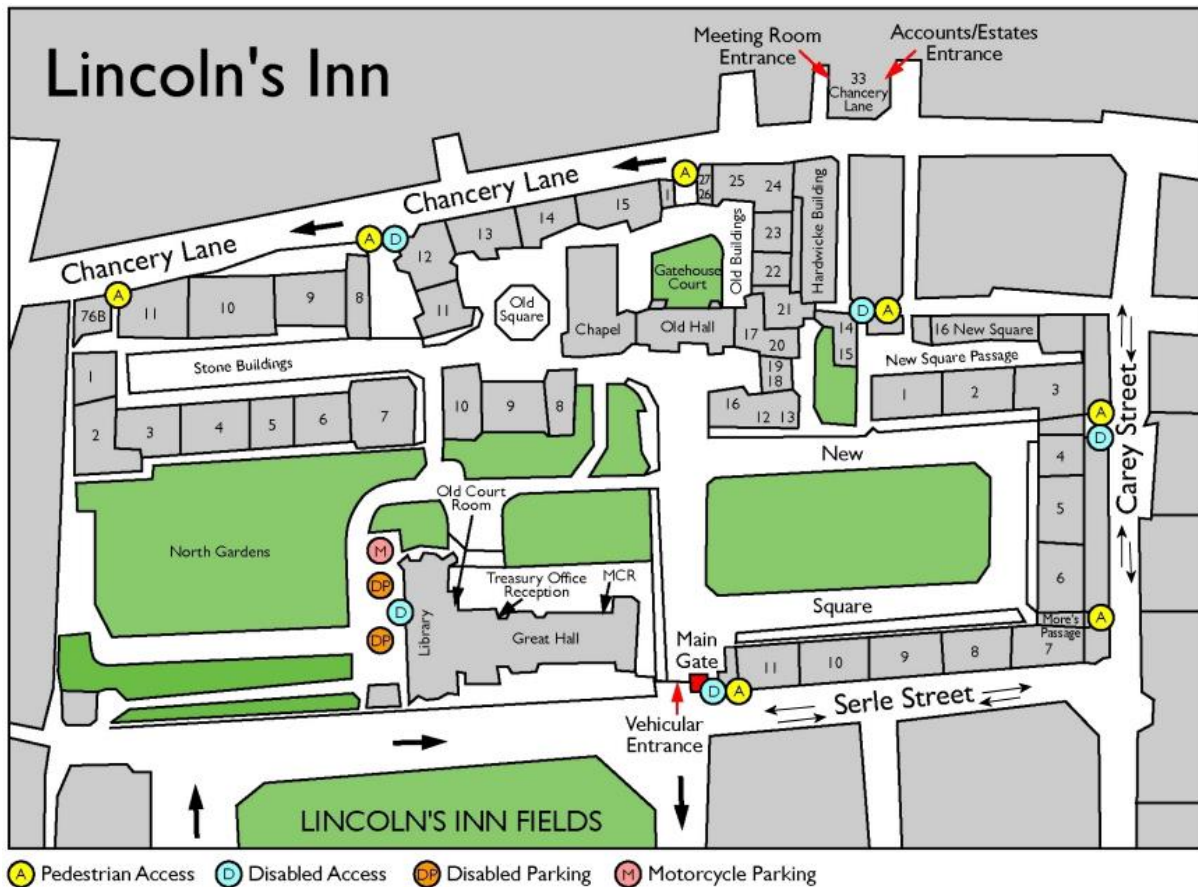 Lincoln's Inn
Meeting Room
Entrance
Accounts/Estates
Entrance
33
Chancery
Lane
Chancery Lane
Chancery Lane
A
A
D
A
76B
11
10
9
8
12
13
14
15
1
27
26
25
24
23
22
21
Hardwicke Building
Old Buildings
Gatehouse
Court
11
Old
Square
Chapel
Old Hall
17
20
19
18
16
12
13
D
A
14
15
16 New Square
New Square Passage
1
2
3
Stone Buildings
1
2
3
4
5
6
7
10
9
8
New
A
D
4
5
6
Carey Street
Old Court
Room
North Gardens
M
DP
D
DP
Treasury Office
Reception
MCR
Library
Great Hall
Square
More's
Passage
A
Main
Gate
11
10
9
8
7
D
A
Serle Street
Vehicular
Entrance
LINCOLN'S INN FIELDS
A Pedestrian Access
D Disabled Access
DP Disabled Parking
M Motorcycle Parking